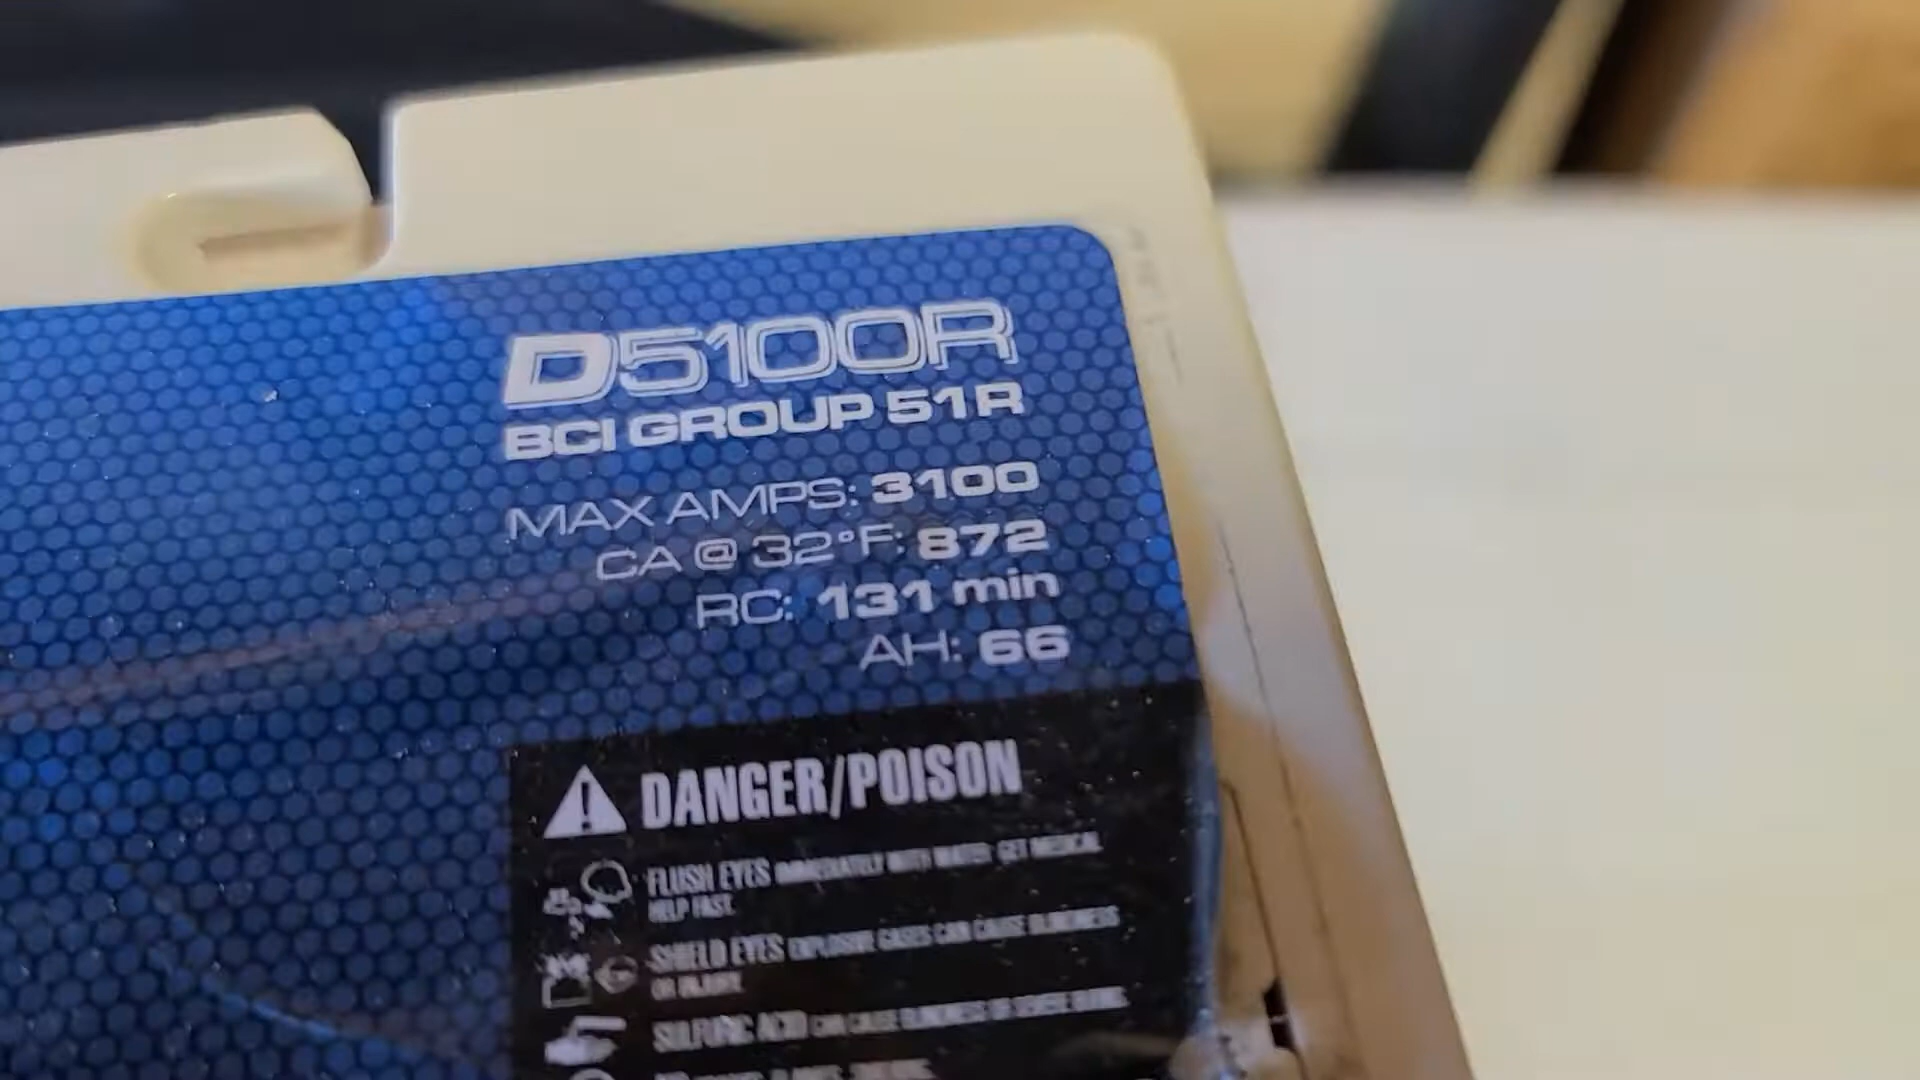 D5100R
BCI GROUP 51R
MAX AMPS: 3100
CA @ 32°F: 872
RC: 131 min
AH: 66
DANGER/POISON
FLUSH EYES IMMEDIATELY WITH WATER GET MEDICAL
HELP FAST.
SHIELD EYES EXPLOSIVE GASES CAN CAUSE BLINDNESS
OR INJURY.
SULFURIC ACID CAN CAUSE BLINDNESS OR SEVERE BURNS.